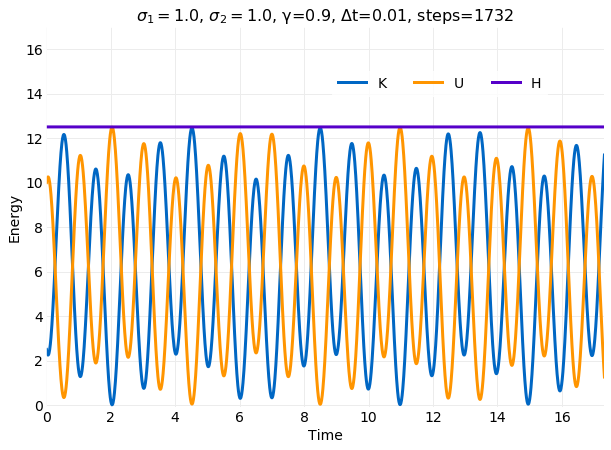 σ₁ = 1.0, σ₂ = 1.0, γ=0.9, Δt=0.01, steps=1732
K U H
Energy
16
14
12
10
8
6
4
2
0
0 2 4 6 8 10 12 14 16
Time